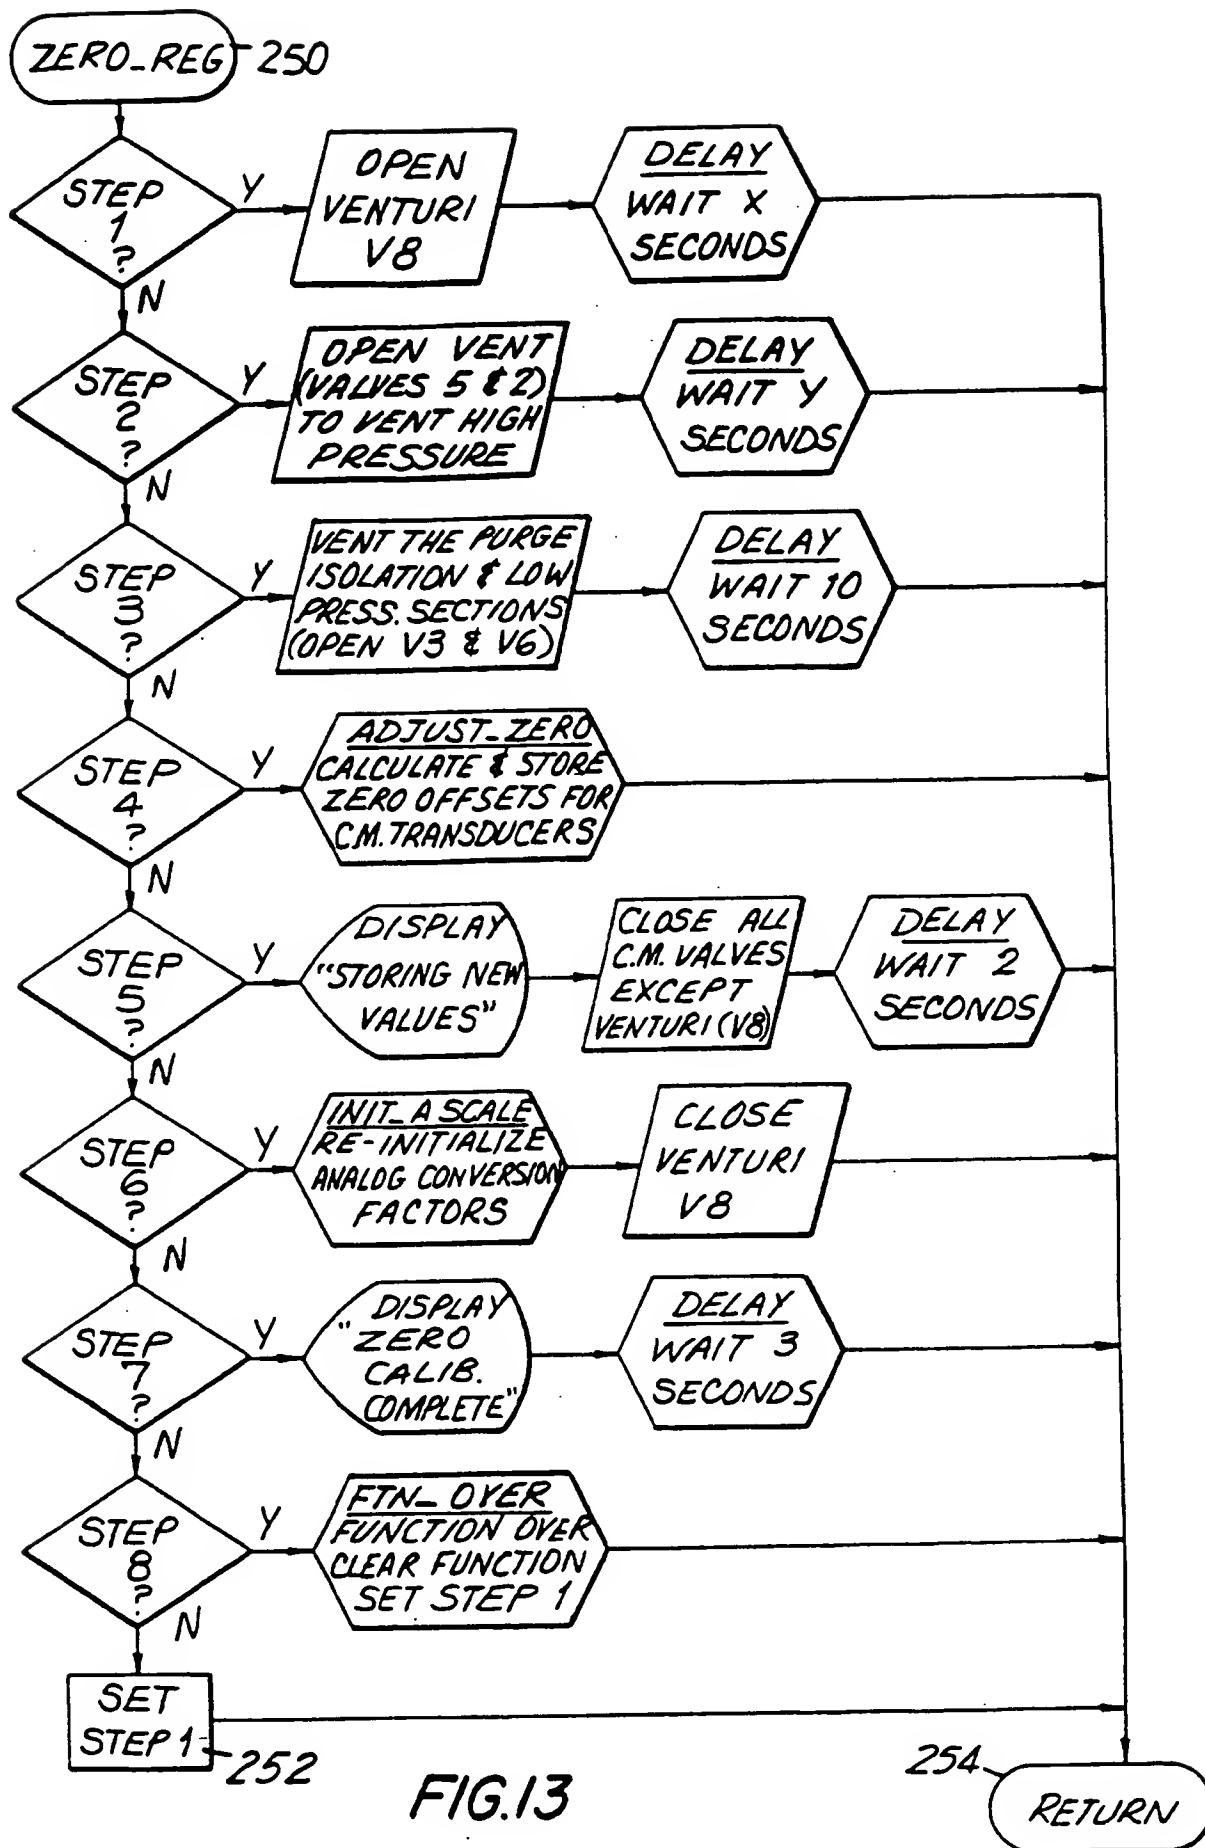 ZERO_REG 250
STEP
1
?
Y
N
OPEN
VENTURI
V8
DELAY
WAIT X
SECONDS
STEP
2
?
Y
N
OPEN VENT
(VALVES 5 & 2)
TO VENT HIGH
PRESSURE
DELAY
WAIT Y
SECONDS
STEP
3
?
Y
N
VENT THE PURGE
ISOLATION & LOW
PRESS. SECTIONS
(OPEN V3 & V6)
DELAY
WAIT 10
SECONDS
STEP
4
?
Y
N
ADJUST_ZERO
CALCULATE & STORE
ZERO OFFSETS FOR
C.M. TRANSDUCERS
STEP
5
?
Y
N
DISPLAY
"STORING NEW
VALUES"
CLOSE ALL
C.M. VALVES
EXCEPT
VENTURI (V8)
DELAY
WAIT 2
SECONDS
STEP
6
?
Y
N
INIT_ASCALE
RE-INITIALIZE
ANALOG CONVERSION
FACTORS
CLOSE
VENTURI
V8
STEP
7
?
Y
N
DISPLAY
"ZERO
CALIB.
COMPLETE"
DELAY
WAIT 3
SECONDS
STEP
8
?
Y
N
FTN_OVER
FUNCTION OVER
CLEAR FUNCTION
SET STEP 1
SET
STEP 1
252
254
RETURN
FIG.13